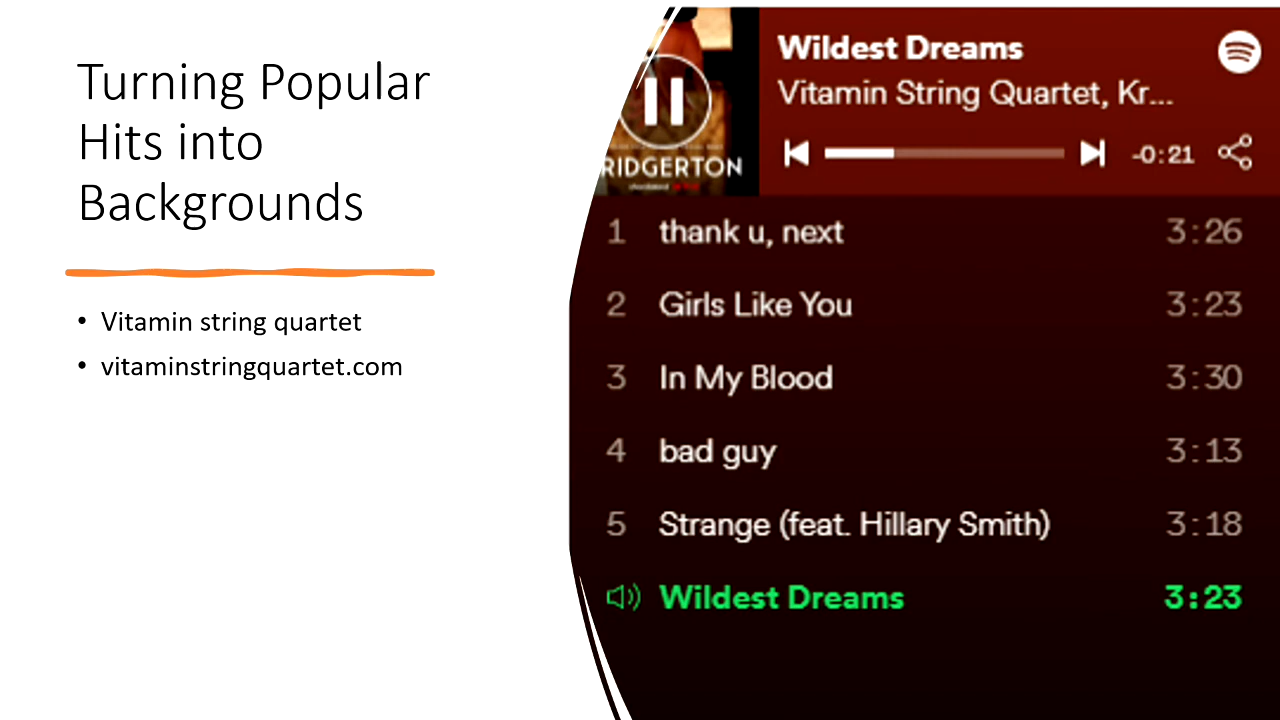 Turning Popular
Hits into
Backgrounds
• Vitamin string quartet
• vitaminstringquartet.com
RIDGERTON
Wildest Dreams
Vitamin String Quartet, Kr...
-0:21
1 thank u, next 3:26
2 Girls Like You 3:23
3 In My Blood 3:30
4 bad guy 3:13
5 Strange (feat. Hillary Smith) 3:18
Wildest Dreams 3:23